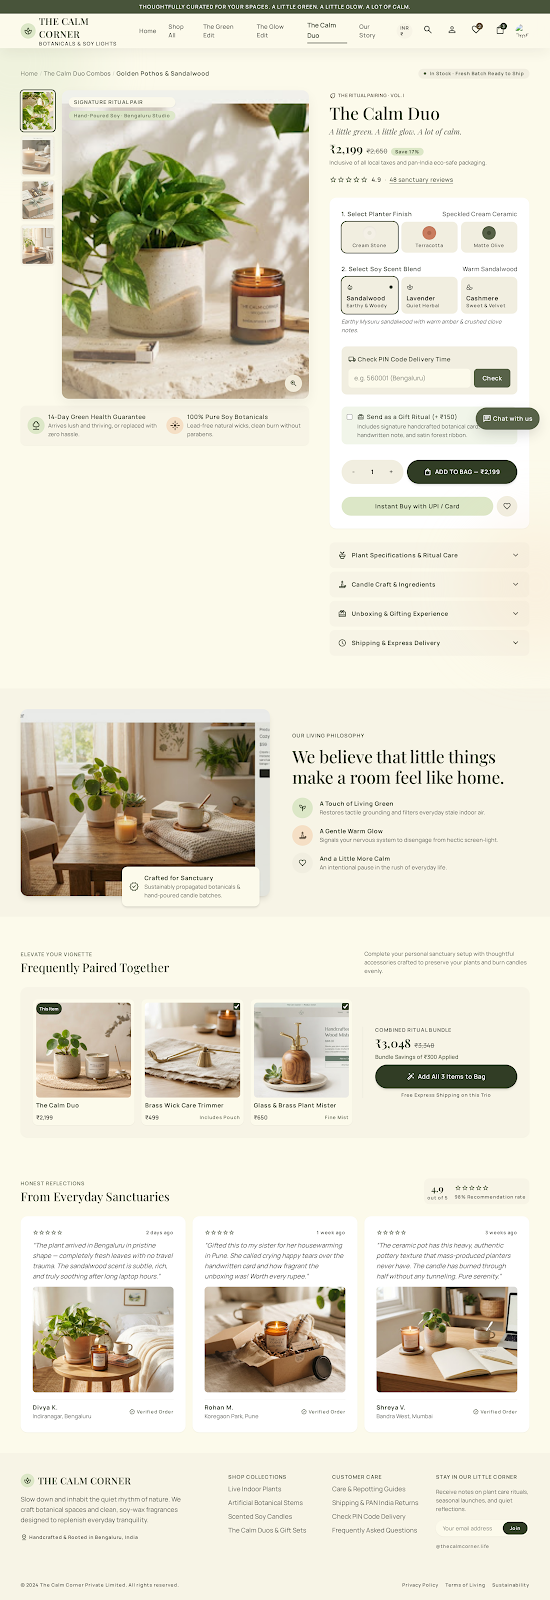 THOUGHTFULLY CURATED FOR YOUR SPACES. A LITTLE GREEN. A LITTLE GLOW. A LOT OF CALM.
THE CALM CORNER
BOTANICALS & SOY LIGHTS
Home
Shop All
The Green Edit
The Glow Edit
The Calm Duo
Our Story
INR ₹
Home
The Calm Duo Combos
Golden Pothos & Sandalwood
In Stock · Fresh Batch Ready to Ship
SIGNATURE RITUAL PAIR
Hand-Poured Soy · Bengaluru Studio
THE CALM CORNER
14-Day Green Health Guarantee
Arrives lush and thriving, or replaced with zero hassle.
100% Pure Soy Botanicals
Lead-free natural wicks, clean burn without parabens.
THE RITUAL PAIRING · VOL. I
The Calm Duo
A little green. A little glow. A lot of calm.
₹2,199 ₹2,650 Save 17%
Inclusive of all local taxes and pan-India eco-safe packaging.
4.9 48 sanctuary reviews
1. Select Planter Finish
Speckled Cream Ceramic
Cream Stone
Terracotta
Matte Olive
2. Select Soy Scent Blend
Warm Sandalwood
Sandalwood
Earthy & Woody
Lavender
Quiet Herbal
Cashmere
Sweet & Velvet
Earthy Mysuru sandalwood with warm amber & crushed clove notes.
Check PIN Code Delivery Time
e.g. 560001 (Bengaluru)
Check
Send as a Gift Ritual (+ ₹150)
Includes signature handcrafted botanical card,
handwritten note, and satin forest ribbon.
Chat with us
- 1 +
ADD TO BAG — ₹2,199
Instant Buy with UPI / Card
Plant Specifications & Ritual Care
Candle Craft & Ingredients
Unboxing & Gifting Experience
Shipping & Express Delivery
Crafted for Sanctuary
Sustainably propagated botanicals & hand-poured candle batches.
OUR LIVING PHILOSOPHY
We believe that little things
make a room feel like home.
A Touch of Living Green
Restores tactile grounding and filters everyday stale indoor air.
A Gentle Warm Glow
Signals your nervous system to disengage from hectic screen-light.
And a Little More Calm
An intentional pause in the rush of everyday life.
ELEVATE YOUR VIGNETTE
Frequently Paired Together
Complete your personal sanctuary setup with thoughtful
accessories crafted to preserve your plants and burn candles
evenly.
This Item
The Calm Duo
₹2,199
Brass Wick Care Trimmer
₹499
Includes Pouch
Glass & Brass Plant Mister
₹650
Fine Mist
COMBINED RITUAL BUNDLE
₹3,048 ₹3,348
Bundle Savings of ₹300 Applied
Add All 3 Items to Bag
Free Express Shipping on this Trio
HONEST REFLECTIONS
From Everyday Sanctuaries
4.9
out of 5
98% Recommendation rate
2 days ago
"The plant arrived in Bengaluru in pristine
shape — completely fresh leaves with no travel
trauma. The sandalwood scent is subtle, rich,
and truly soothing after long laptop hours."
Divya K.
Indiranagar, Bengaluru
Verified Order
1 week ago
"Gifted this to my sister for her housewarming
in Pune. She called crying happy tears over the
handwritten card and how fragrant the
unboxing was! Worth every rupee."
Rohan M.
Koregaon Park, Pune
Verified Order
3 weeks ago
"The ceramic pot has this heavy, authentic
pottery texture that mass-produced planters
never have. The candle has burned through
half without any tunneling. Pure serenity."
Shreya V.
Bandra West, Mumbai
Verified Order
THE CALM CORNER
Slow down and inhabit the quiet rhythm of nature. We
craft botanical spaces and clean, soy-wax fragrances
designed to replenish everyday tranquility.
Handcrafted & Rooted in Bengaluru, India
SHOP COLLECTIONS
Live Indoor Plants
Artificial Botanical Stems
Scented Soy Candles
The Calm Duos & Gift Sets
CUSTOMER CARE
Care & Repotting Guides
Shipping & PAN India Returns
Check PIN Code Delivery
Frequently Asked Questions
STAY IN OUR LITTLE CORNER
Receive notes on plant care rituals,
seasonal launches, and quiet
reflections.
Your email address
Join
@thecalmcorner.life
© 2024 The Calm Corner Private Limited. All rights reserved.
Privacy Policy
Terms of Living
Sustainability